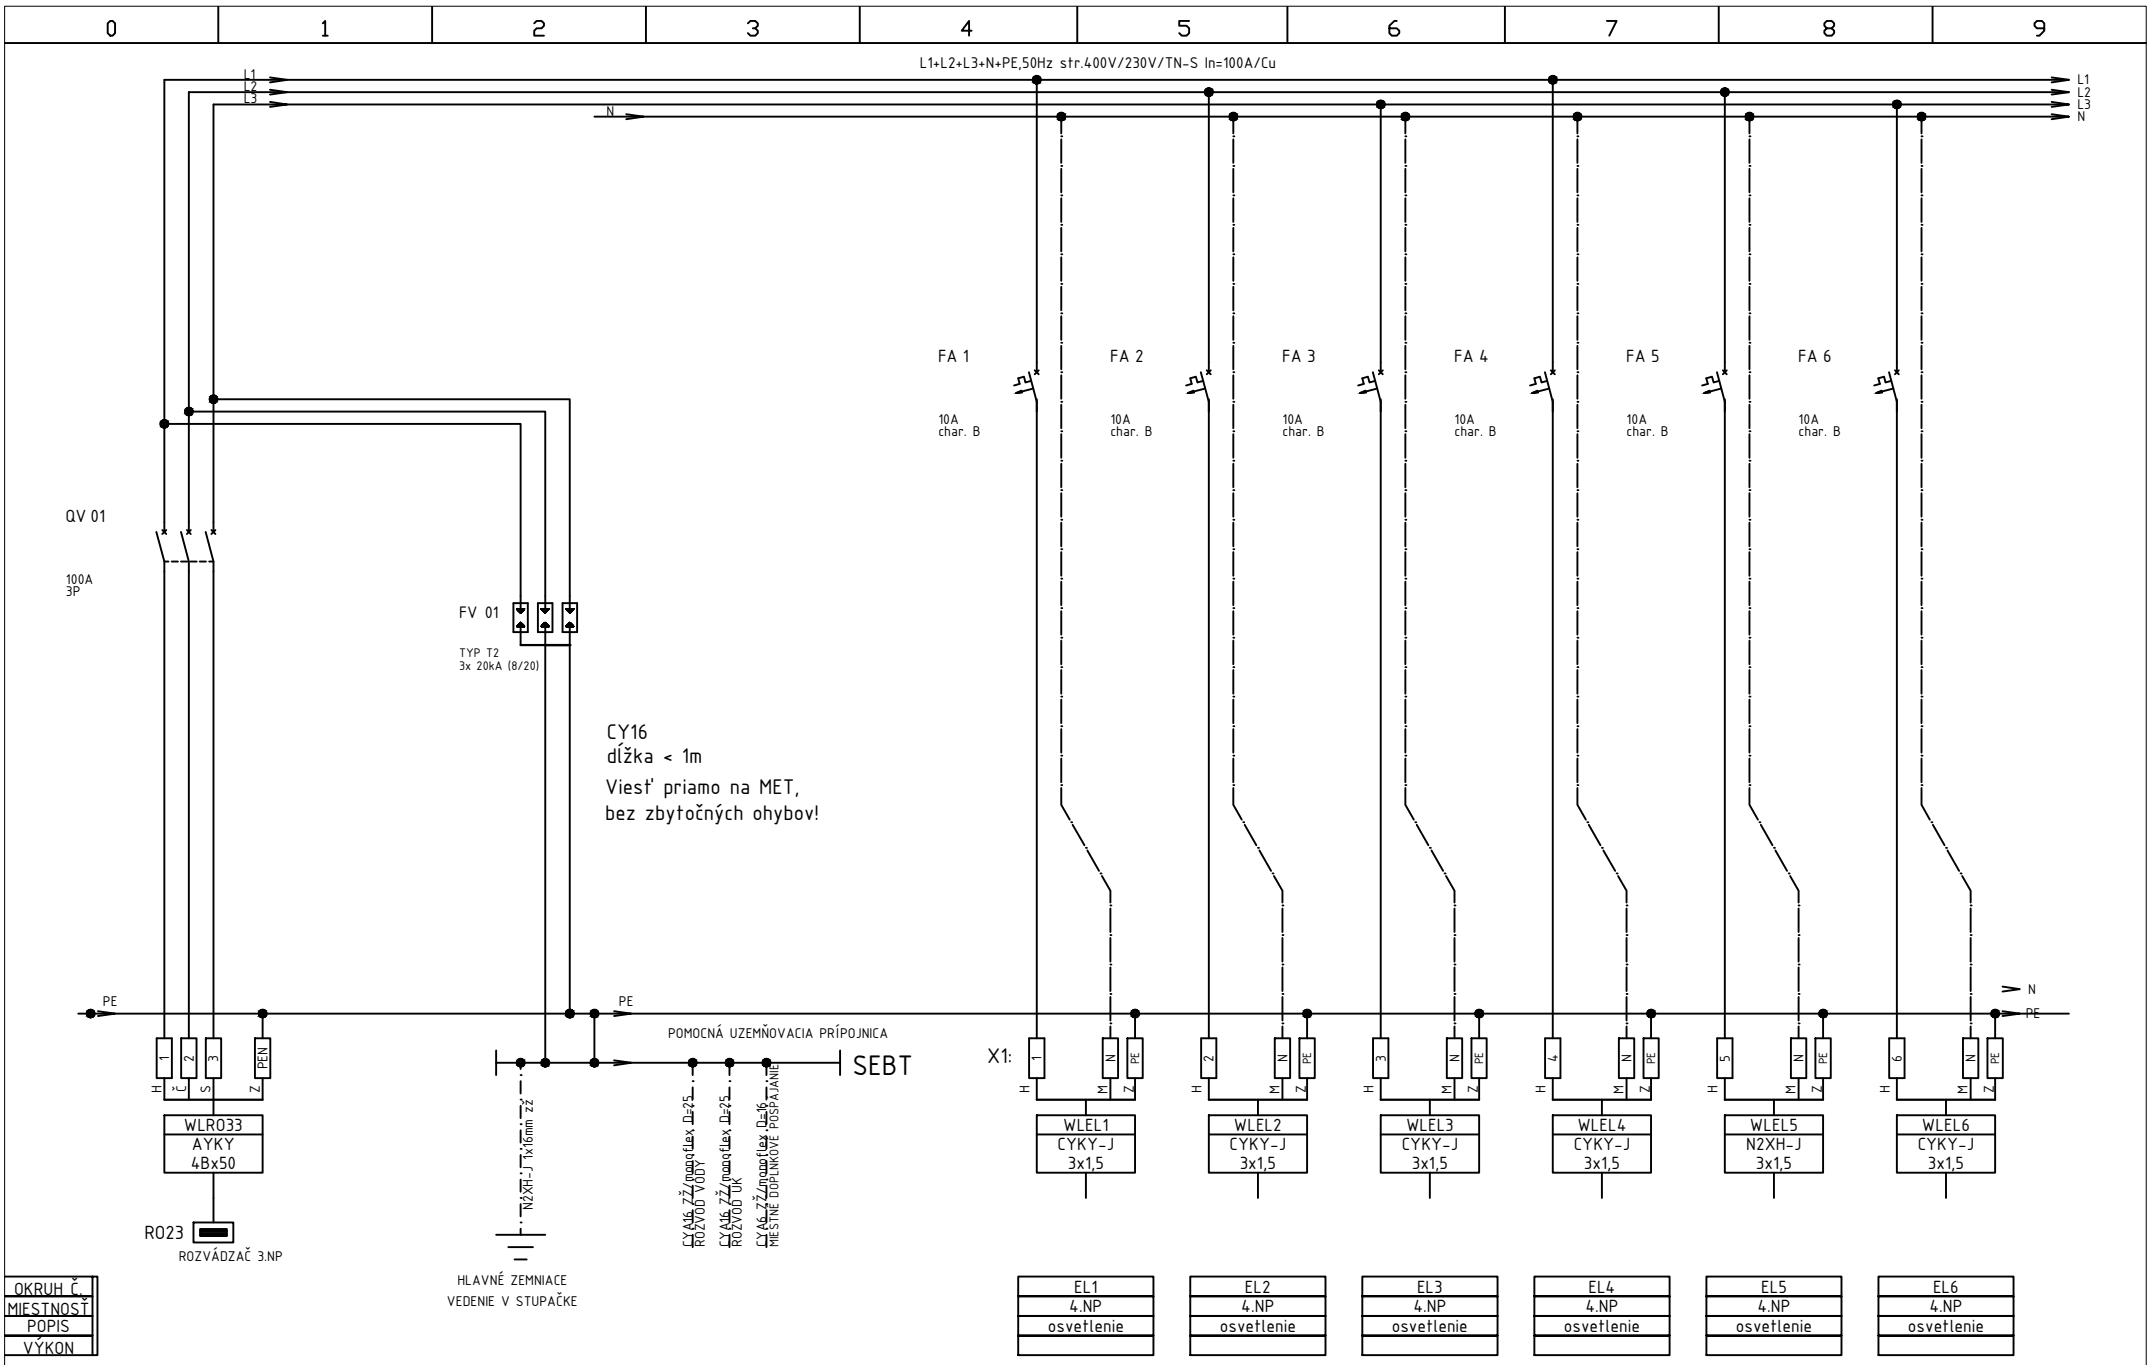 0 1 2 3 4 5 6 7 8 9
L1+L2+L3+N+PE,50Hz str.400V/230V/TN-S In=100A/Cu
L1
L2
L3
N
L1
L2
L3
N
FA 1
10A
char. B
FA 2
10A
char. B
FA 3
10A
char. B
FA 4
10A
char. B
FA 5
10A
char. B
FA 6
10A
char. B
QV 01
100A
3P
FV 01
TYP T2
3x 20kA (8/20)
CY16
dĺžka < 1m
Viesť priamo na MET,
bez zbytočných ohybov!
PE
PE
N
PE
POMOCNÁ UZEMŇOVACIA PRÍPOJNICA
SEBT
1 2 3 PEN
H Č S Z
WLRO33
AYKY
4Bx50
RO23
ROZVÁDZAČ 3.NP
N2XH-J 1x16mm zž
HLAVNÉ ZEMNIACE
VEDENIE V STUPAČKE
CYA16 ZŽ/monoflex D=25
ROZVOD VODY
CYA16 ZŽ/monoflex D=25
ROZVOD ÚK
CYA6 ZŽ/monoflex D=16
MIESTNE DOPLNKOVÉ POSPÁJANIE
X1:
1 N PE
H M Z
WLEL1
CYKY-J
3x1,5
2 N PE
H M Z
WLEL2
CYKY-J
3x1,5
3 N PE
H M Z
WLEL3
CYKY-J
3x1,5
4 N PE
H M Z
WLEL4
CYKY-J
3x1,5
5 N PE
H M Z
WLEL5
N2XH-J
3x1,5
6 N PE
H M Z
WLEL6
CYKY-J
3x1,5
OKRUH Č.
MIESTNOSŤ
POPIS
VÝKON
EL1
4.NP
osvetlenie
EL2
4.NP
osvetlenie
EL3
4.NP
osvetlenie
EL4
4.NP
osvetlenie
EL5
4.NP
osvetlenie
EL6
4.NP
osvetlenie